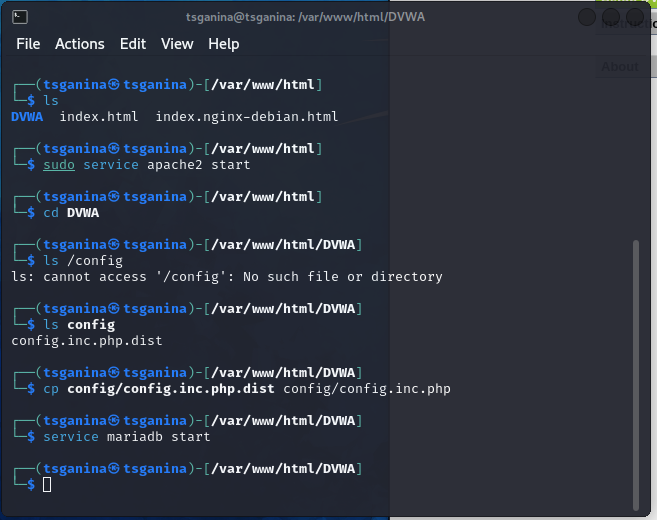 tsganina@tsganina: /var/www/html/DVWA
File Actions Edit View Help
┌──(tsganina㉿tsganina)-[/var/www/html]
└─$ ls
DVWA  index.html  index.nginx-debian.html
┌──(tsganina㉿tsganina)-[/var/www/html]
└─$ sudo service apache2 start
┌──(tsganina㉿tsganina)-[/var/www/html]
└─$ cd DVWA
┌──(tsganina㉿tsganina)-[/var/www/html/DVWA]
└─$ ls /config
ls: cannot access '/config': No such file or directory
┌──(tsganina㉿tsganina)-[/var/www/html/DVWA]
└─$ ls config
config.inc.php.dist
┌──(tsganina㉿tsganina)-[/var/www/html/DVWA]
└─$ cp config/config.inc.php.dist config/config.inc.php
┌──(tsganina㉿tsganina)-[/var/www/html/DVWA]
└─$ service mariadb start
┌──(tsganina㉿tsganina)-[/var/www/html/DVWA]
└─$
About